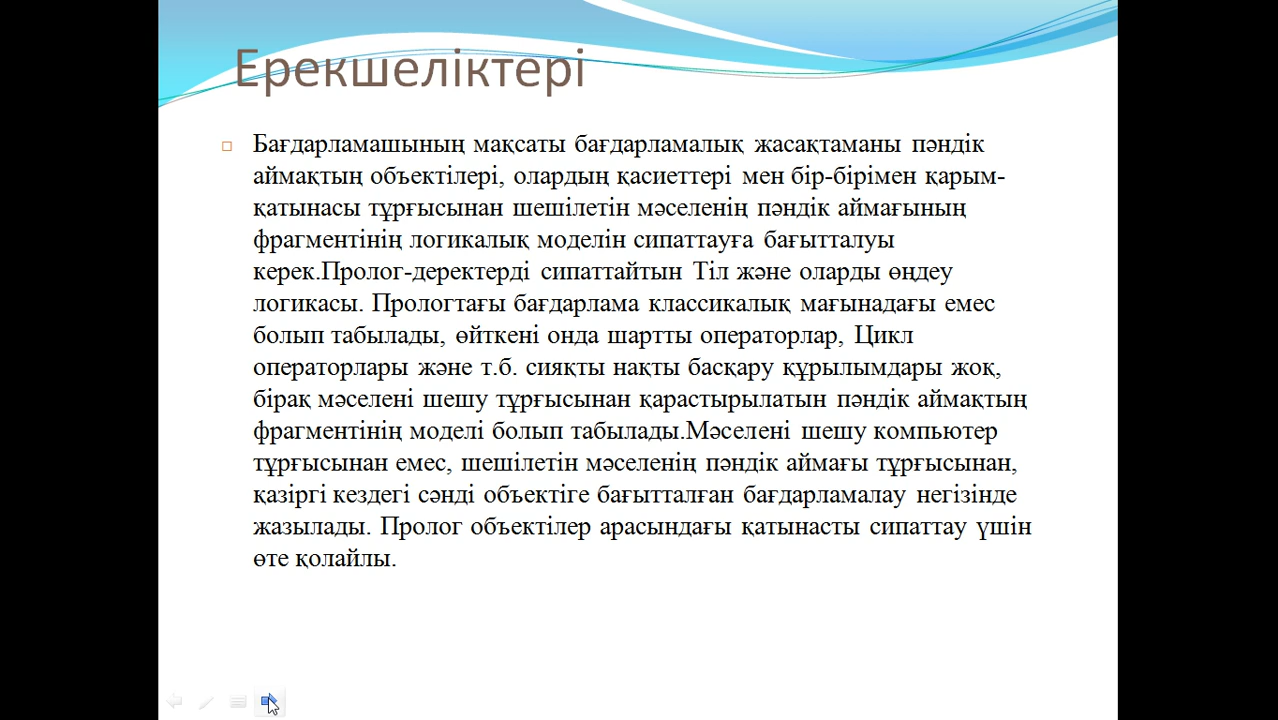 Ерекшеліктері
Бағдарламашының мақсаты бағдарламалық жасақтаманы пәндік
аймақтың объектілері, олардың қасиеттері мен бір-бірімен қарым-
қатынасы тұрғысынан шешілетін мәселенің пәндік аймағының
фрагментінің логикалық моделін сипаттауға бағытталуы
керек.Пролог-деректерді сипаттайтын Тіл және оларды өңдеу
логикасы. Прологтағы бағдарлама классикалық мағынадағы емес
болып табылады, өйткені онда шартты операторлар, Цикл
операторлары және т.б. сияқты нақты басқару құрылымдары жоқ,
бірақ мәселені шешу тұрғысынан қарастырылатын пәндік аймақтың
фрагментінің моделі болып табылады.Мәселені шешу компьютер
тұрғысынан емес, шешілетін мәселенің пәндік аймағы тұрғысынан,
қазіргі кездегі сәнді объектіге бағытталған бағдарламалау негізінде
жазылады. Пролог объектілер арасындағы қатынасты сипаттау үшін
өте қолайлы.